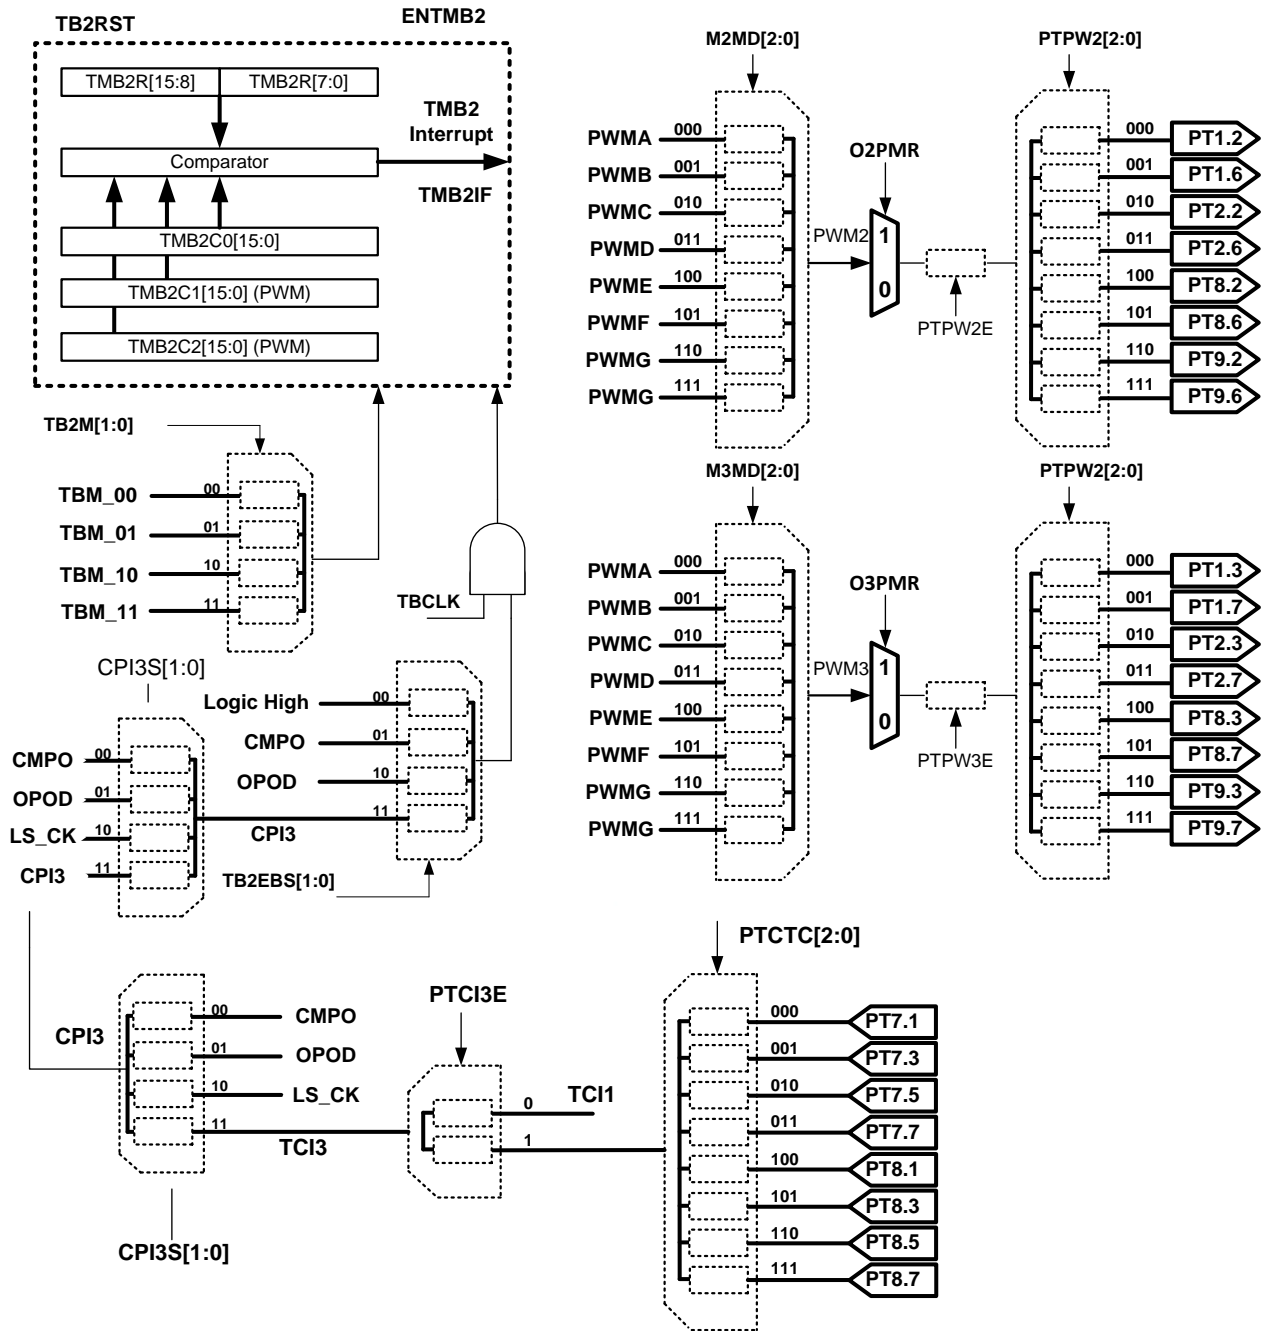 TB2RST
ENTMB2
TMB2R[15:8]
TMB2R[7:0]
Comparator
TMB2
Interrupt
TMB2IF
TMB2C0[15:0]
TMB2C1[15:0] (PWM)
TMB2C2[15:0] (PWM)
TB2M[1:0]
TBM_00
00
TBM_01
01
TBM_10
10
TBM_11
11
TBCLK
CPI3S[1:0]
CMPO
00
OPOD
01
LS_CK
10
CPI3
11
CPI3
Logic High
00
CMPO
01
OPOD
10
11
TB2EBS[1:0]
M2MD[2:0]
PWMA
000
PWMB
001
PWMC
010
PWMD
011
PWME
100
PWMF
101
PWMG
110
PWMG
111
PWM2
O2PMR
1
0
PTPW2E
PTPW2[2:0]
000
PT1.2
001
PT1.6
010
PT2.2
011
PT2.6
100
PT8.2
101
PT8.6
110
PT9.2
111
PT9.6
M3MD[2:0]
PWMA
000
PWMB
001
PWMC
010
PWMD
011
PWME
100
PWMF
101
PWMG
110
PWMG
111
PWM3
O3PMR
1
0
PTPW3E
PTPW2[2:0]
000
PT1.3
001
PT1.7
010
PT2.3
011
PT2.7
100
PT8.3
101
PT8.7
110
PT9.3
111
PT9.7
CPI3
00
CMPO
01
OPOD
10
LS_CK
11
TCI3
CPI3S[1:0]
PTCI3E
0
TCI1
1
PTCTC[2:0]
000
PT7.1
001
PT7.3
010
PT7.5
011
PT7.7
100
PT8.1
101
PT8.3
110
PT8.5
111
PT8.7